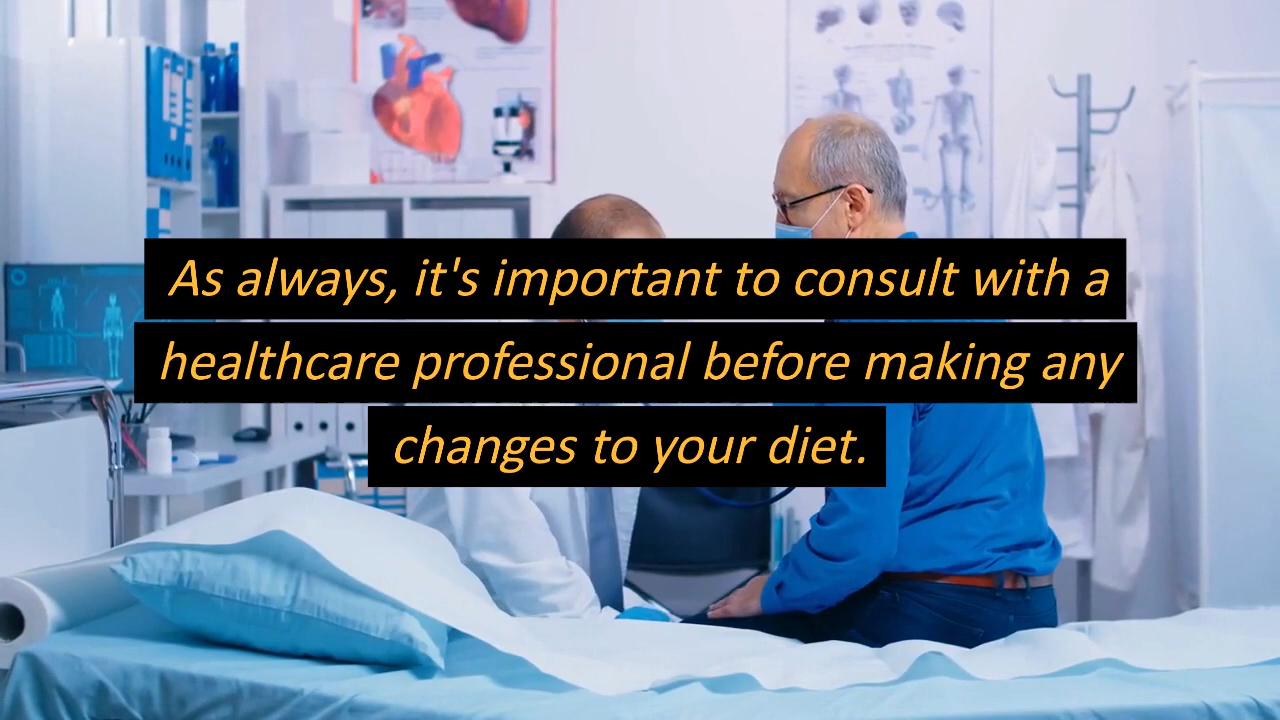 As always, it's important to consult with a
healthcare professional before making any
changes to your diet.